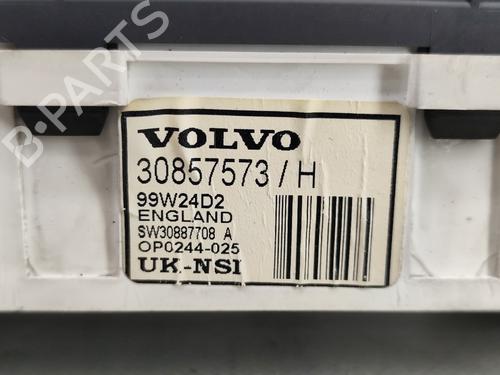 B-PARTS
VOLVO
30857573 / H
99W24D2
ENGLAND
SW30887708 A
OP0244-025
UK-NSI